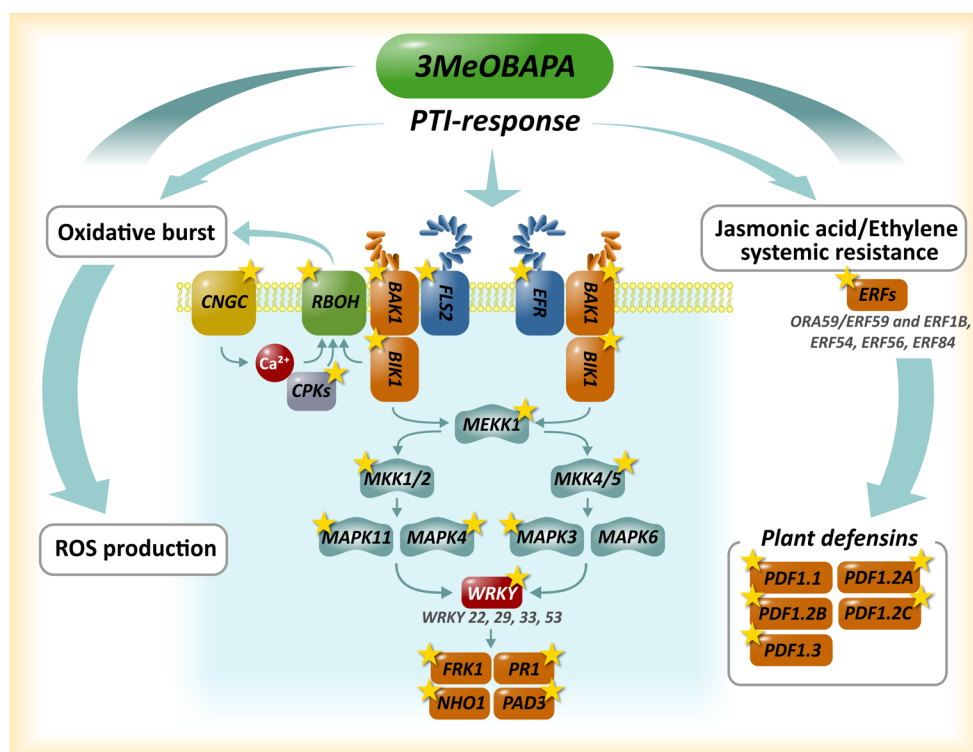 3MeOBAPA
PTI-response
Oxidative burst
Jasmonic acid/Ethylene
systemic resistance
CNGC
RBOH
BAK1
FLS2
EFR
BAK1
ERFs
ORA59/ERF59 and ERF1B,
ERF54, ERF56, ERF84
Ca²⁺
CPKs
BIK1
BIK1
MEKK1
MKK1/2
MKK4/5
MAPK11
MAPK4
MAPK3
MAPK6
ROS production
WRKY
WRKY 22, 29, 33, 53
FRK1
PR1
NHO1
PAD3
Plant defensins
PDF1.1
PDF1.2A
PDF1.2B
PDF1.2C
PDF1.3